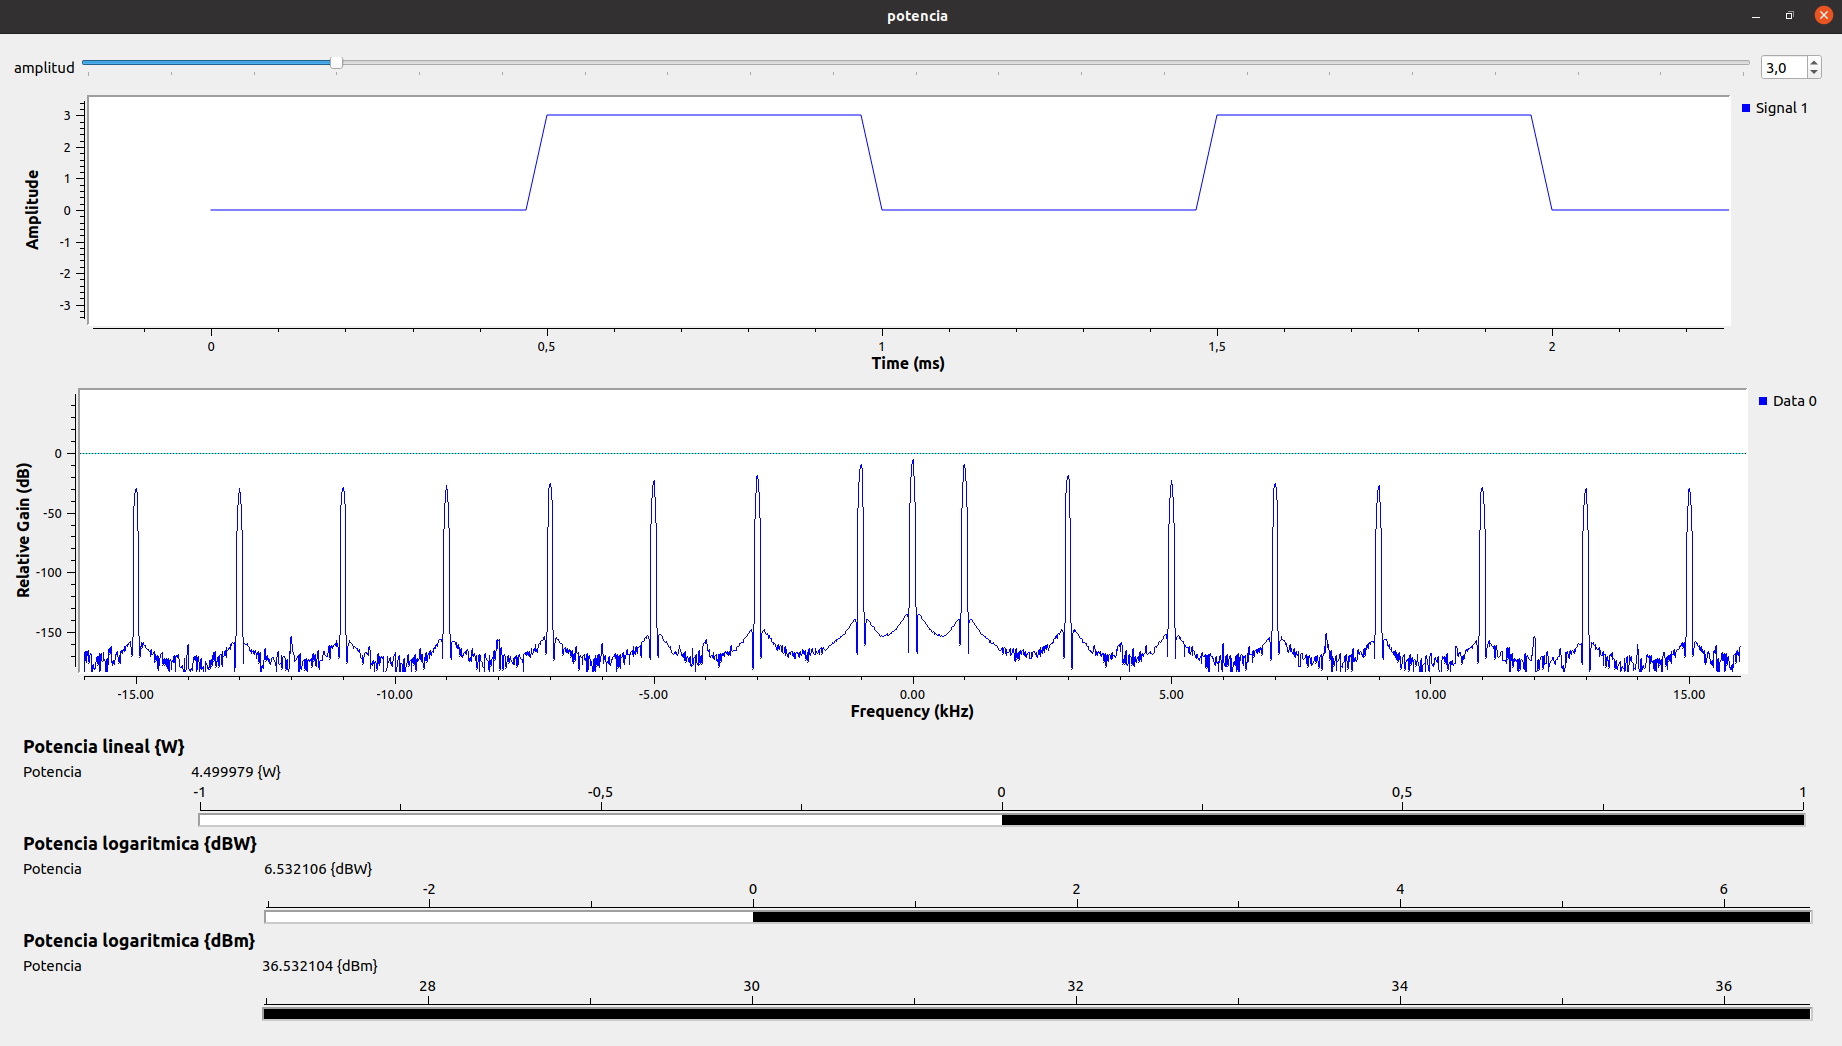 potencia
amplitud
3,0
Signal 1
3
2
1
0
-1
-2
-3
Amplitude
0
0,5
1
1,5
2
Time (ms)
Data 0
0
-50
-100
-150
Relative Gain (dB)
-15.00
-10.00
-5.00
0.00
5.00
10.00
15.00
Frequency (kHz)
Potencia lineal {W}
Potencia 4.499979 {W}
-1 -0,5 0 0,5 1
Potencia logaritmica {dBW}
Potencia 6.532106 {dBW}
-2 0 2 4 6
Potencia logaritmica {dBm}
Potencia 36.532104 {dBm}
28 30 32 34 36